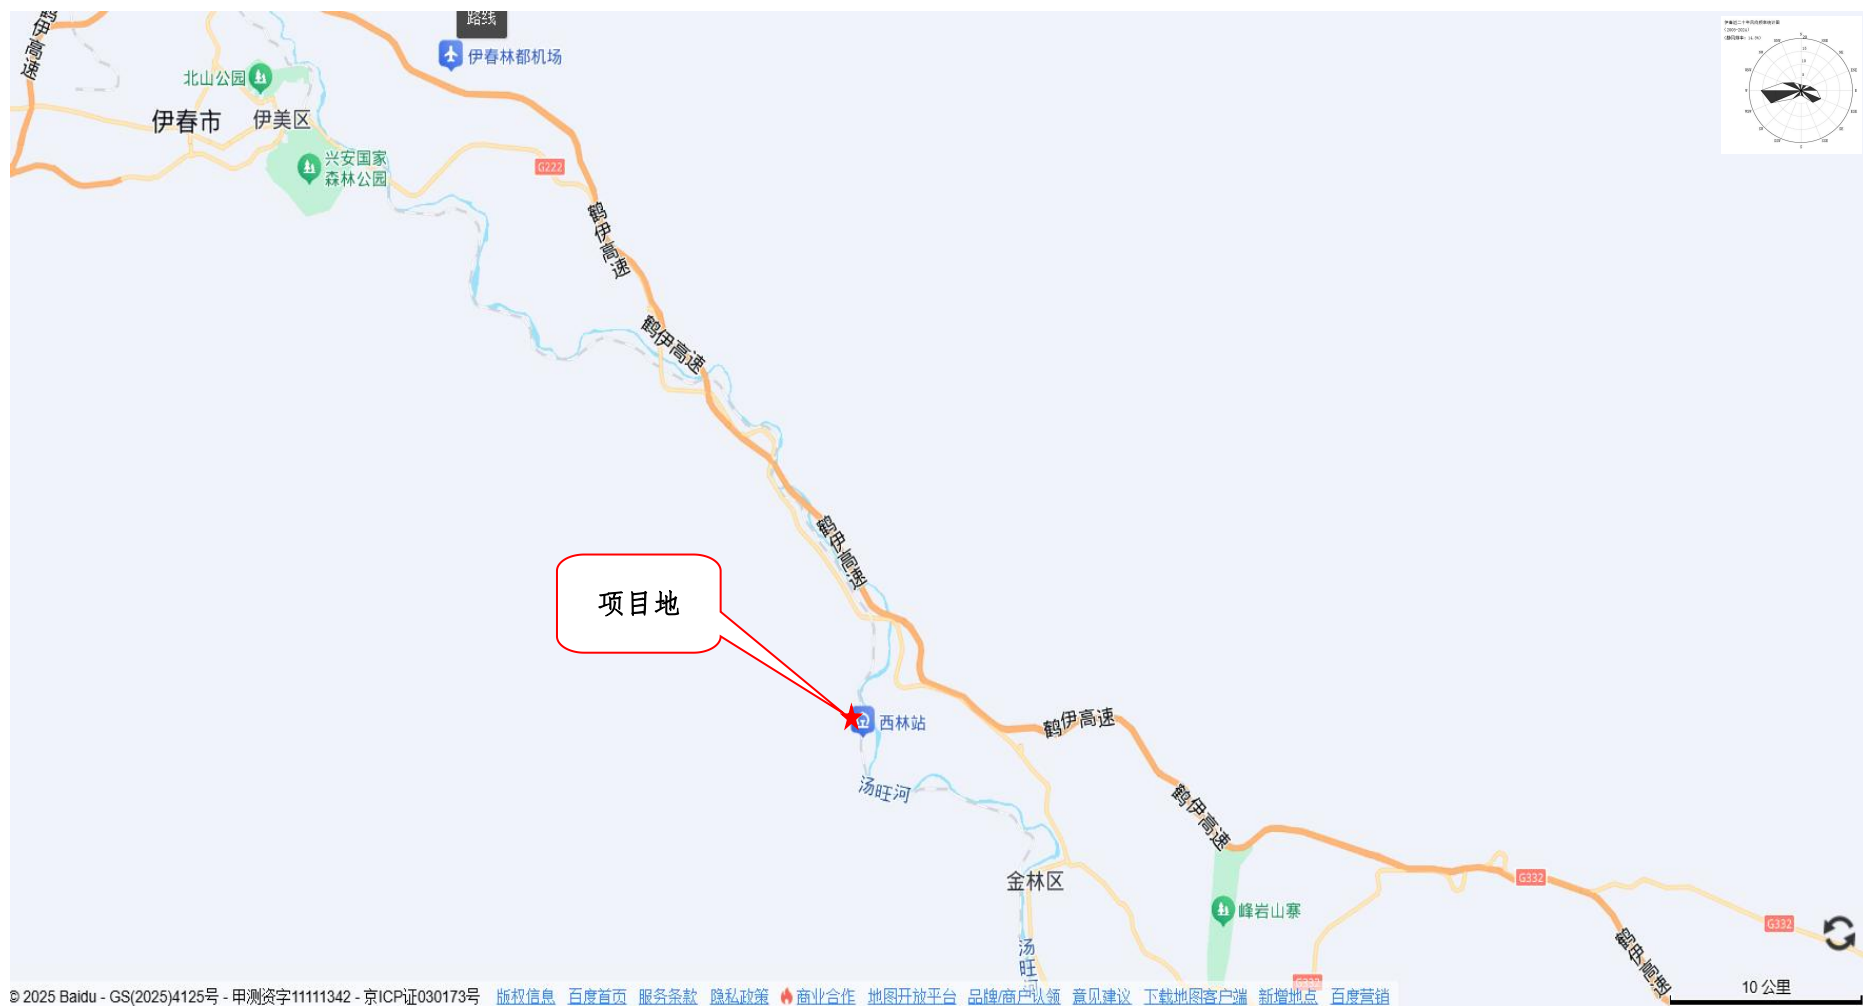 路线
伊春林都机场
北山公园
伊春市
伊美区
兴安国家
森林公园
G222
鹤伊高速
鹤伊高速
鹤伊高速
鹤伊高速
项目地
西林站
鹤伊高速
汤旺河
鹤伊高速
金林区
峰岩山寨
G332
G332
鹤伊高速
汤旺河
G332
10 公里
© 2025 Baidu - GS(2025)4125号 - 甲测资字11111342 - 京ICP证030173号 版权信息 百度首页 服务条款 隐私政策 商业合作 地图开放平台 品牌/商户认领 意见建议 下载地图客户端 新增地点 百度营销